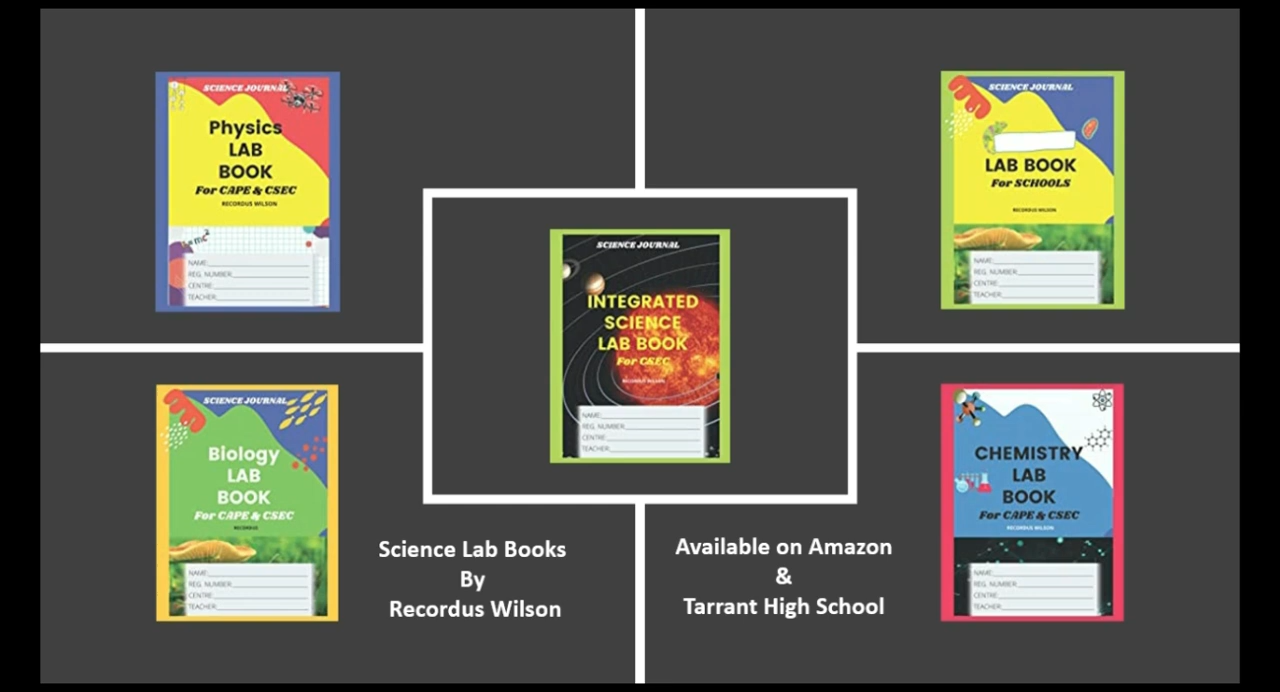 SCIENCE JOURNAL
Physics
LAB
BOOK
For CAPE & CSEC
RECORDUS WILSON
=mc²
NAME:
REG. NUMBER:
CENTRE:
TEACHER:
SCIENCE JOURNAL
LAB BOOK
For SCHOOLS
RECORDUS WILSON
NAME:
REG. NUMBER:
CENTRE:
TEACHER:
SCIENCE JOURNAL
INTEGRATED
SCIENCE
LAB BOOK
For CSEC
RECORDUS WILSON
NAME:
REG. NUMBER:
CENTRE:
TEACHER:
SCIENCE JOURNAL
Biology
LAB
BOOK
For CAPE & CSEC
RECORDUS
NAME:
REG. NUMBER:
CENTRE:
TEACHER:
Science Lab Books
By
Recordus Wilson
Available on Amazon
&
Tarrant High School
CHEMISTRY
LAB
BOOK
For CAPE & CSEC
RECORDUS WILSON
NAME:
REG. NUMBER:
CENTRE:
TEACHER: